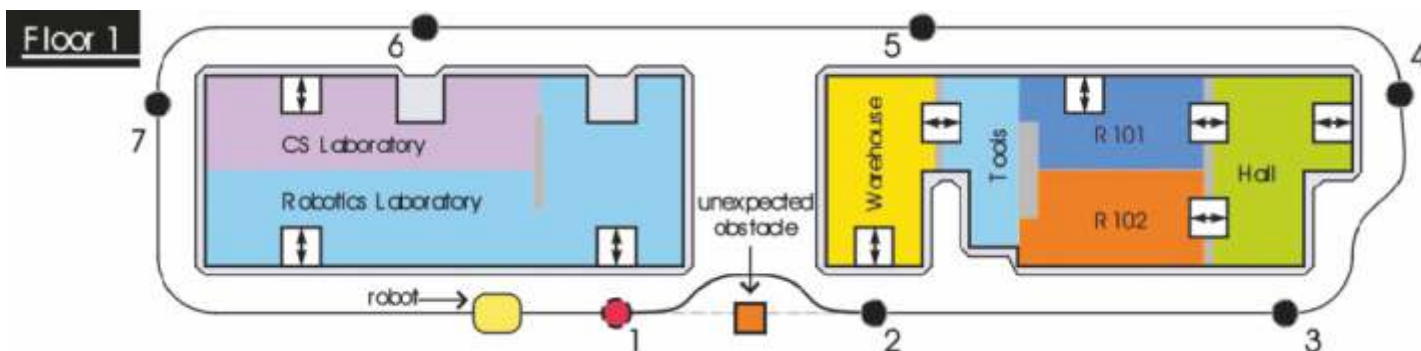 Floor 1
6
5
4
7
CS Laboratory
Robotics Laboratory
Warehouse
Tools
R 101
R 102
Hall
unexpected
obstacle
robot
1
2
3